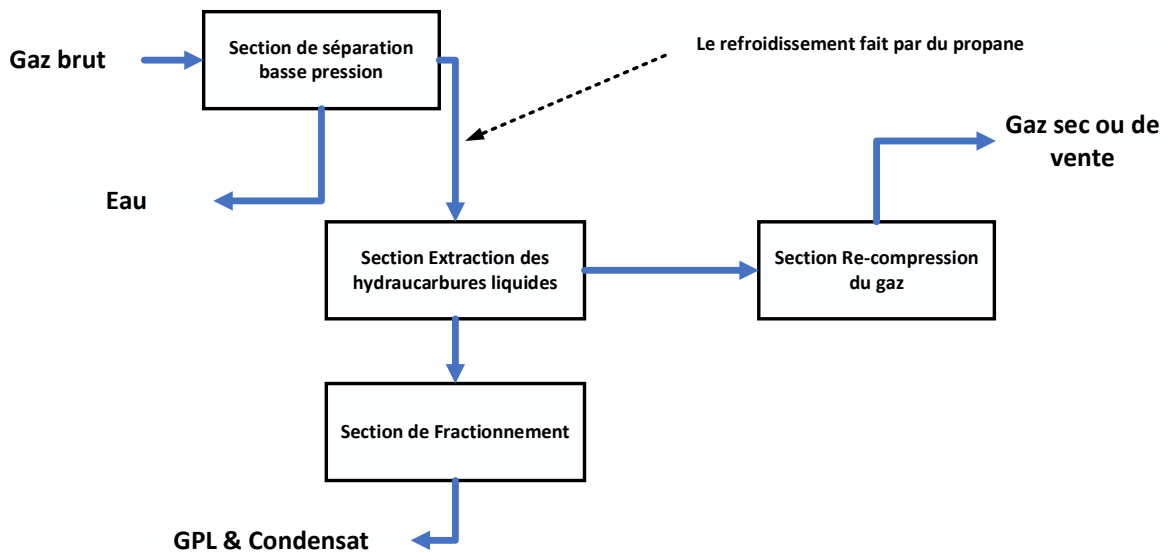 Gaz brut
Section de séparation
basse pression
Le refroidissement fait par du propane
Gaz sec ou de
vente
Eau
Section Extraction des
hydraucarbures liquides
Section Re-compression
du gaz
Section de Fractionnement
GPL & Condensat